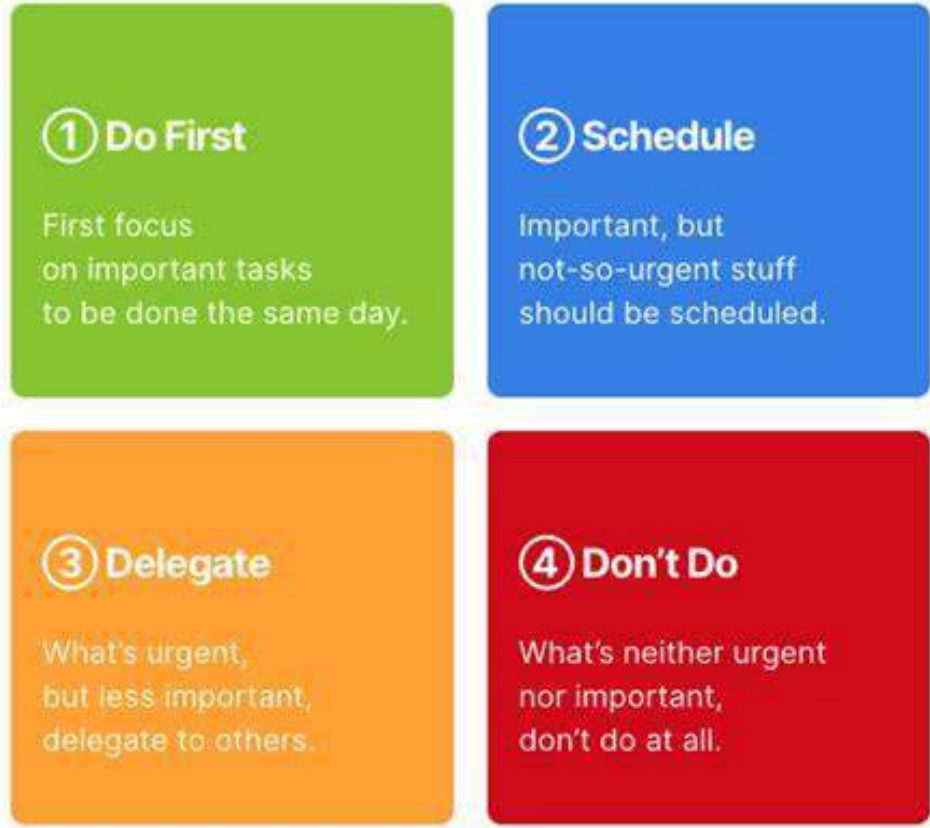 ① Do First
First focus
on important tasks
to be done the same day.
② Schedule
Important, but
not-so-urgent stuff
should be scheduled.
③ Delegate
What's urgent,
but less important,
delegate to others.
④ Don't Do
What's neither urgent
nor important,
don't do at all.